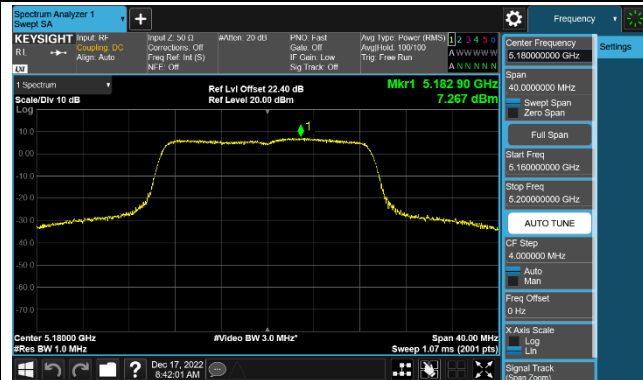 Spectrum Analyzer 1
Swept SA
Frequency
KEYSIGHT
RL
LXI
Input: RF
Coupling: DC
Align: Auto
Input Z: 50 Ω
Corrections: Off
Freq Ref: Int (S)
NFE: Off
#Atten: 20 dB
PNO: Fast
Gate: Off
IF Gain: Low
Sig Track: Off
Avg Type: Power (RMS)
Avg|Hold: 100/100
Trig: Free Run
1 2 3 4 5 6
A W W W W W
A N N N N N
1 Spectrum
Scale/Div 10 dB
Log
Ref Lvl Offset 22.40 dB
Ref Level 20.00 dBm
Mkr1 5.182 90 GHz
7.267 dBm
1
10.0
0.00
-10.0
-20.0
-30.0
-40.0
-50.0
-60.0
-70.0
Center 5.18000 GHz
#Res BW 1.0 MHz
#Video BW 3.0 MHz*
Span 40.00 MHz
Sweep 1.07 ms (2001 pts)
Dec 17, 2022
8:42:01 AM
?
Center Frequency
5.180000000 GHz
Settings
Span
40.0000000 MHz
Swept Span
Zero Span
Full Span
Start Freq
5.160000000 GHz
Stop Freq
5.200000000 GHz
AUTO TUNE
CF Step
4.000000 MHz
Auto
Man
Freq Offset
0 Hz
X Axis Scale
Log
Lin
Signal Track
(Span Zoom)